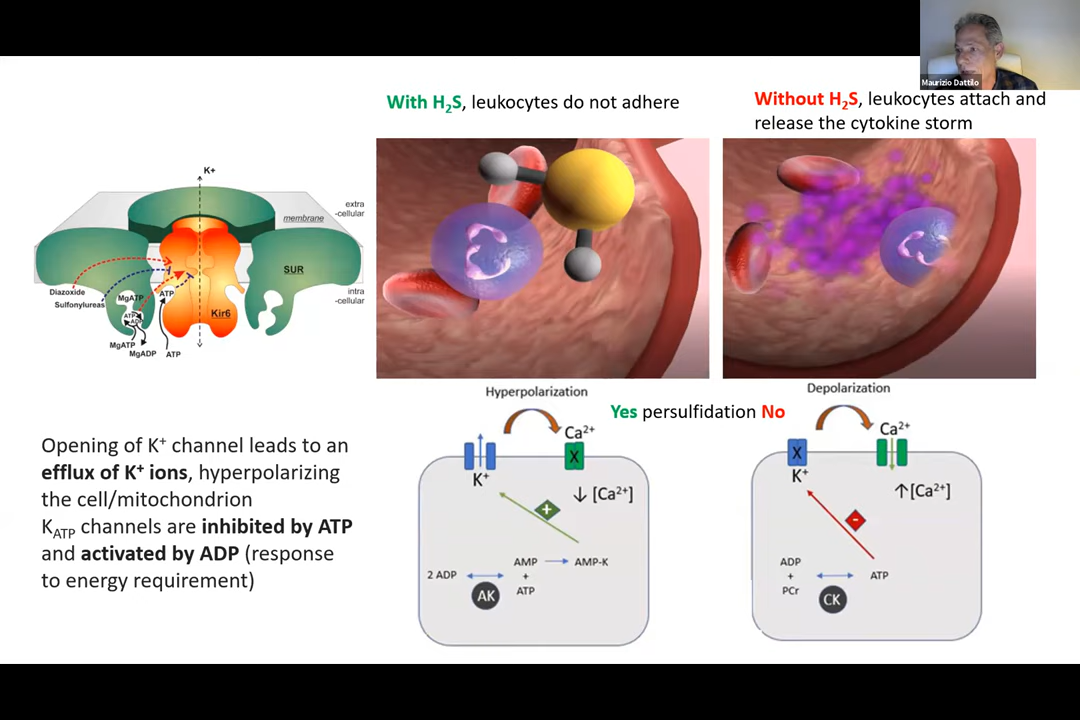 Maurizio Dattilo
With H₂S, leukocytes do not adhere
Without H₂S, leukocytes attach and
release the cytokine storm
K+
extra
-cellular
membrane
SUR
intra
-cellular
Diazoxide
Sulfonylureas
MgATP
ATP
Kir6
MgATP
MgADP
ATP
Hyperpolarization
Depolarization
Yes persulfidation No
Ca²⁺
K⁺
X
↓ [Ca²⁺]
+
AMP
AMP-K
2 ADP
+
AK
ATP
Ca²⁺
X
K⁺
↑[Ca²⁺]
-
ADP
+
PCr
ATP
CK
Opening of K⁺ channel leads to an
efflux of K⁺ ions, hyperpolarizing
the cell/mitochondrion
K_ATP channels are inhibited by ATP
and activated by ADP (response
to energy requirement)